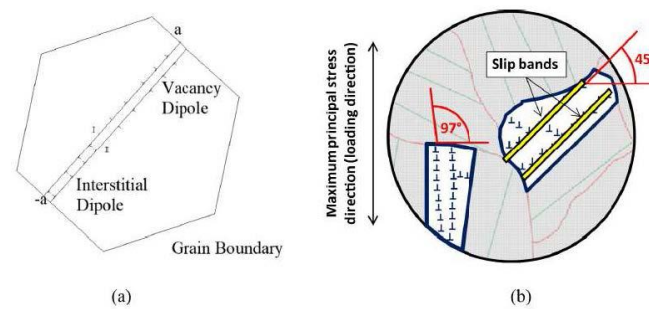 a
Vacancy
Dipole
Interstitial
Dipole
-a
Grain Boundary
(a)
Maximum principal stress
direction (loading direction)
Slip bands
45
97°
(b)